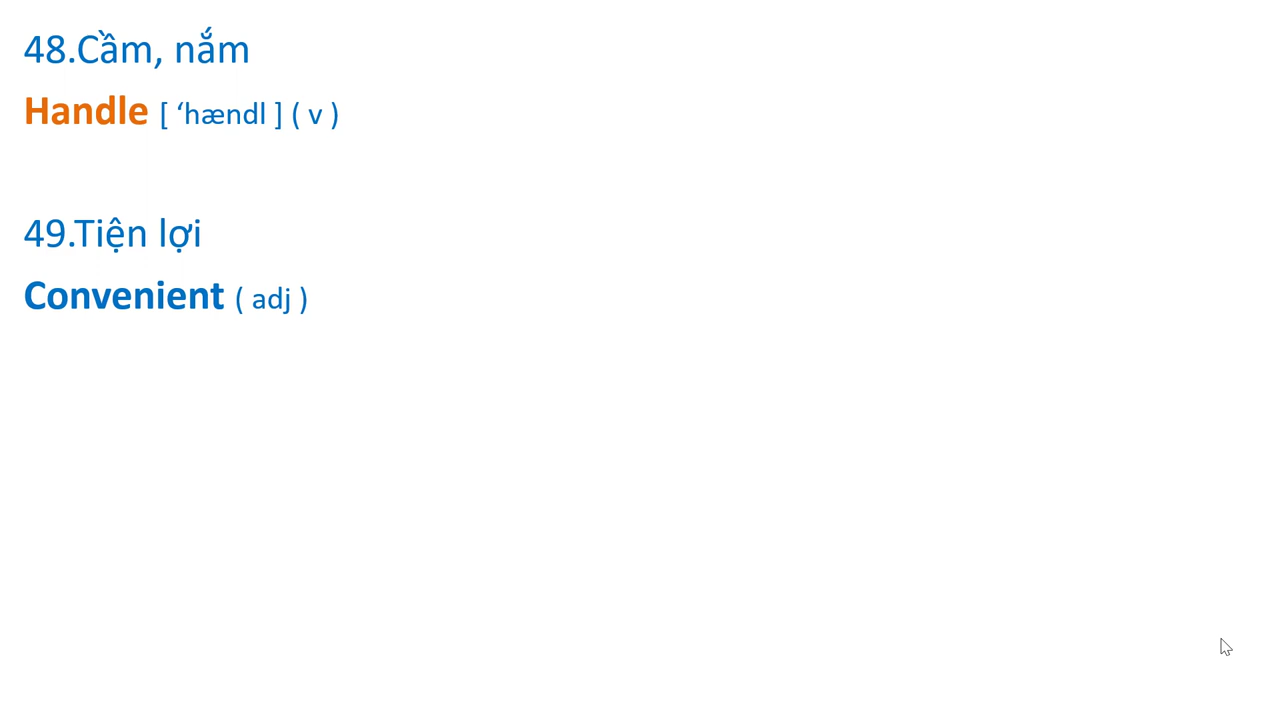 48.Cầm, nắm
Handle [ ‘hændl ] ( v )
49.Tiện lợi
Convenient ( adj )